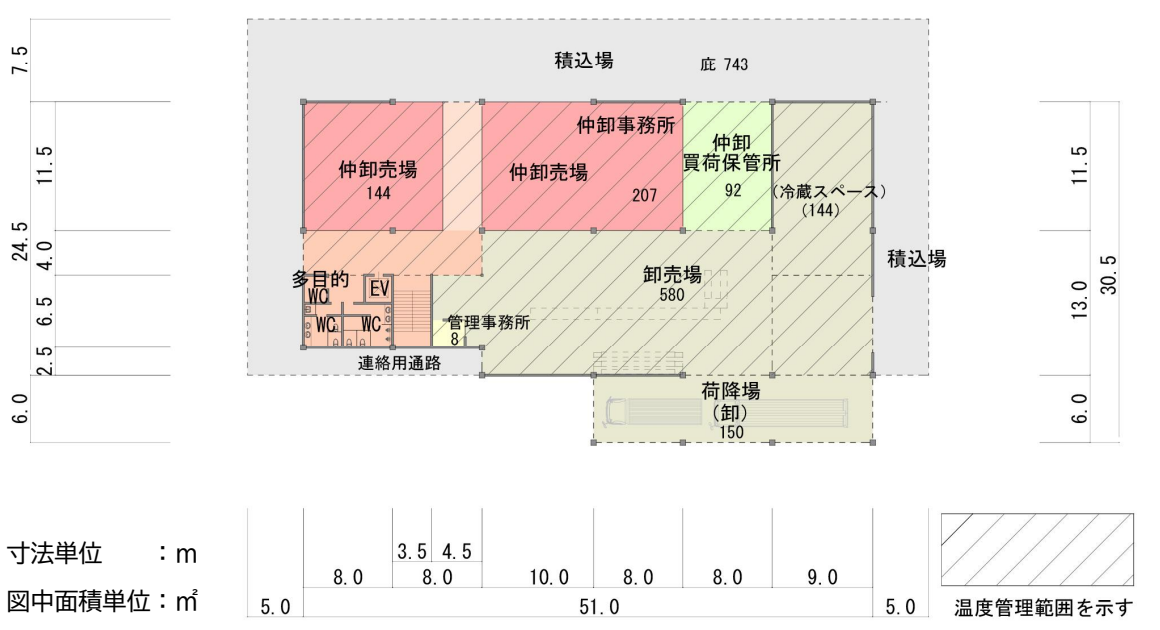 積込場
庇 743
7.5
11.5
24.5
4.0
6.5
2.5
6.0
仲卸売場
144
仲卸売場
仲卸事務所
207
仲卸
買荷保管所
92
(冷蔵スペース)
(144)
積込場
卸売場
580
多目的
WC
EV
WC
WC
管理事務所
8
連絡用通路
荷降場
(卸)
150
11.5
13.0
30.5
6.0
寸法単位 :m
図中面積単位:㎡
3.5
4.5
8.0
8.0
10.0
8.0
8.0
9.0
5.0
51.0
5.0
温度管理範囲を示す